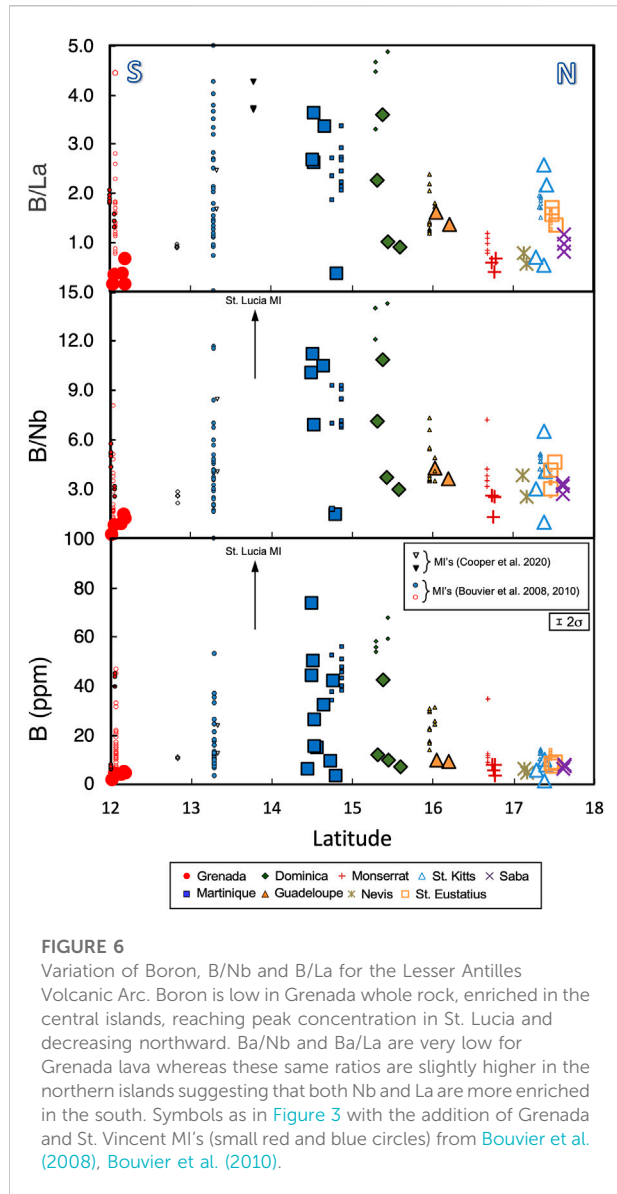 5.0
S
N
4.0
3.0
2.0
1.0
B/La
15.0
St. Lucia MI
12.0
9.0
6.0
3.0
B/Nb
100
St. Lucia MI
MI's (Cooper et al. 2020)
MI's (Bouvier et al. 2008, 2010)
2σ
80
60
40
20
0
B (ppm)
12 13 14 15 16 17 18
Latitude
Grenada Dominica Monserrat St. Kitts Saba
Martinique Guadeloupe Nevis St. Eustatius
FIGURE 6
Variation of Boron, B/Nb and B/La for the Lesser Antilles
Volcanic Arc. Boron is low in Grenada whole rock, enriched in the
central islands, reaching peak concentration in St. Lucia and
decreasing northward. Ba/Nb and Ba/La are very low for
Grenada lava whereas these same ratios are slightly higher in the
northern islands suggesting that both Nb and La are more enriched
in the south. Symbols as in Figure 3 with the addition of Grenada
and St. Vincent MI's (small red and blue circles) from Bouvier et al.
(2008), Bouvier et al. (2010).